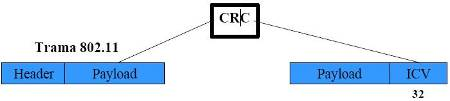 CRC
Trama 802.11
Header Payload Payload ICV
32